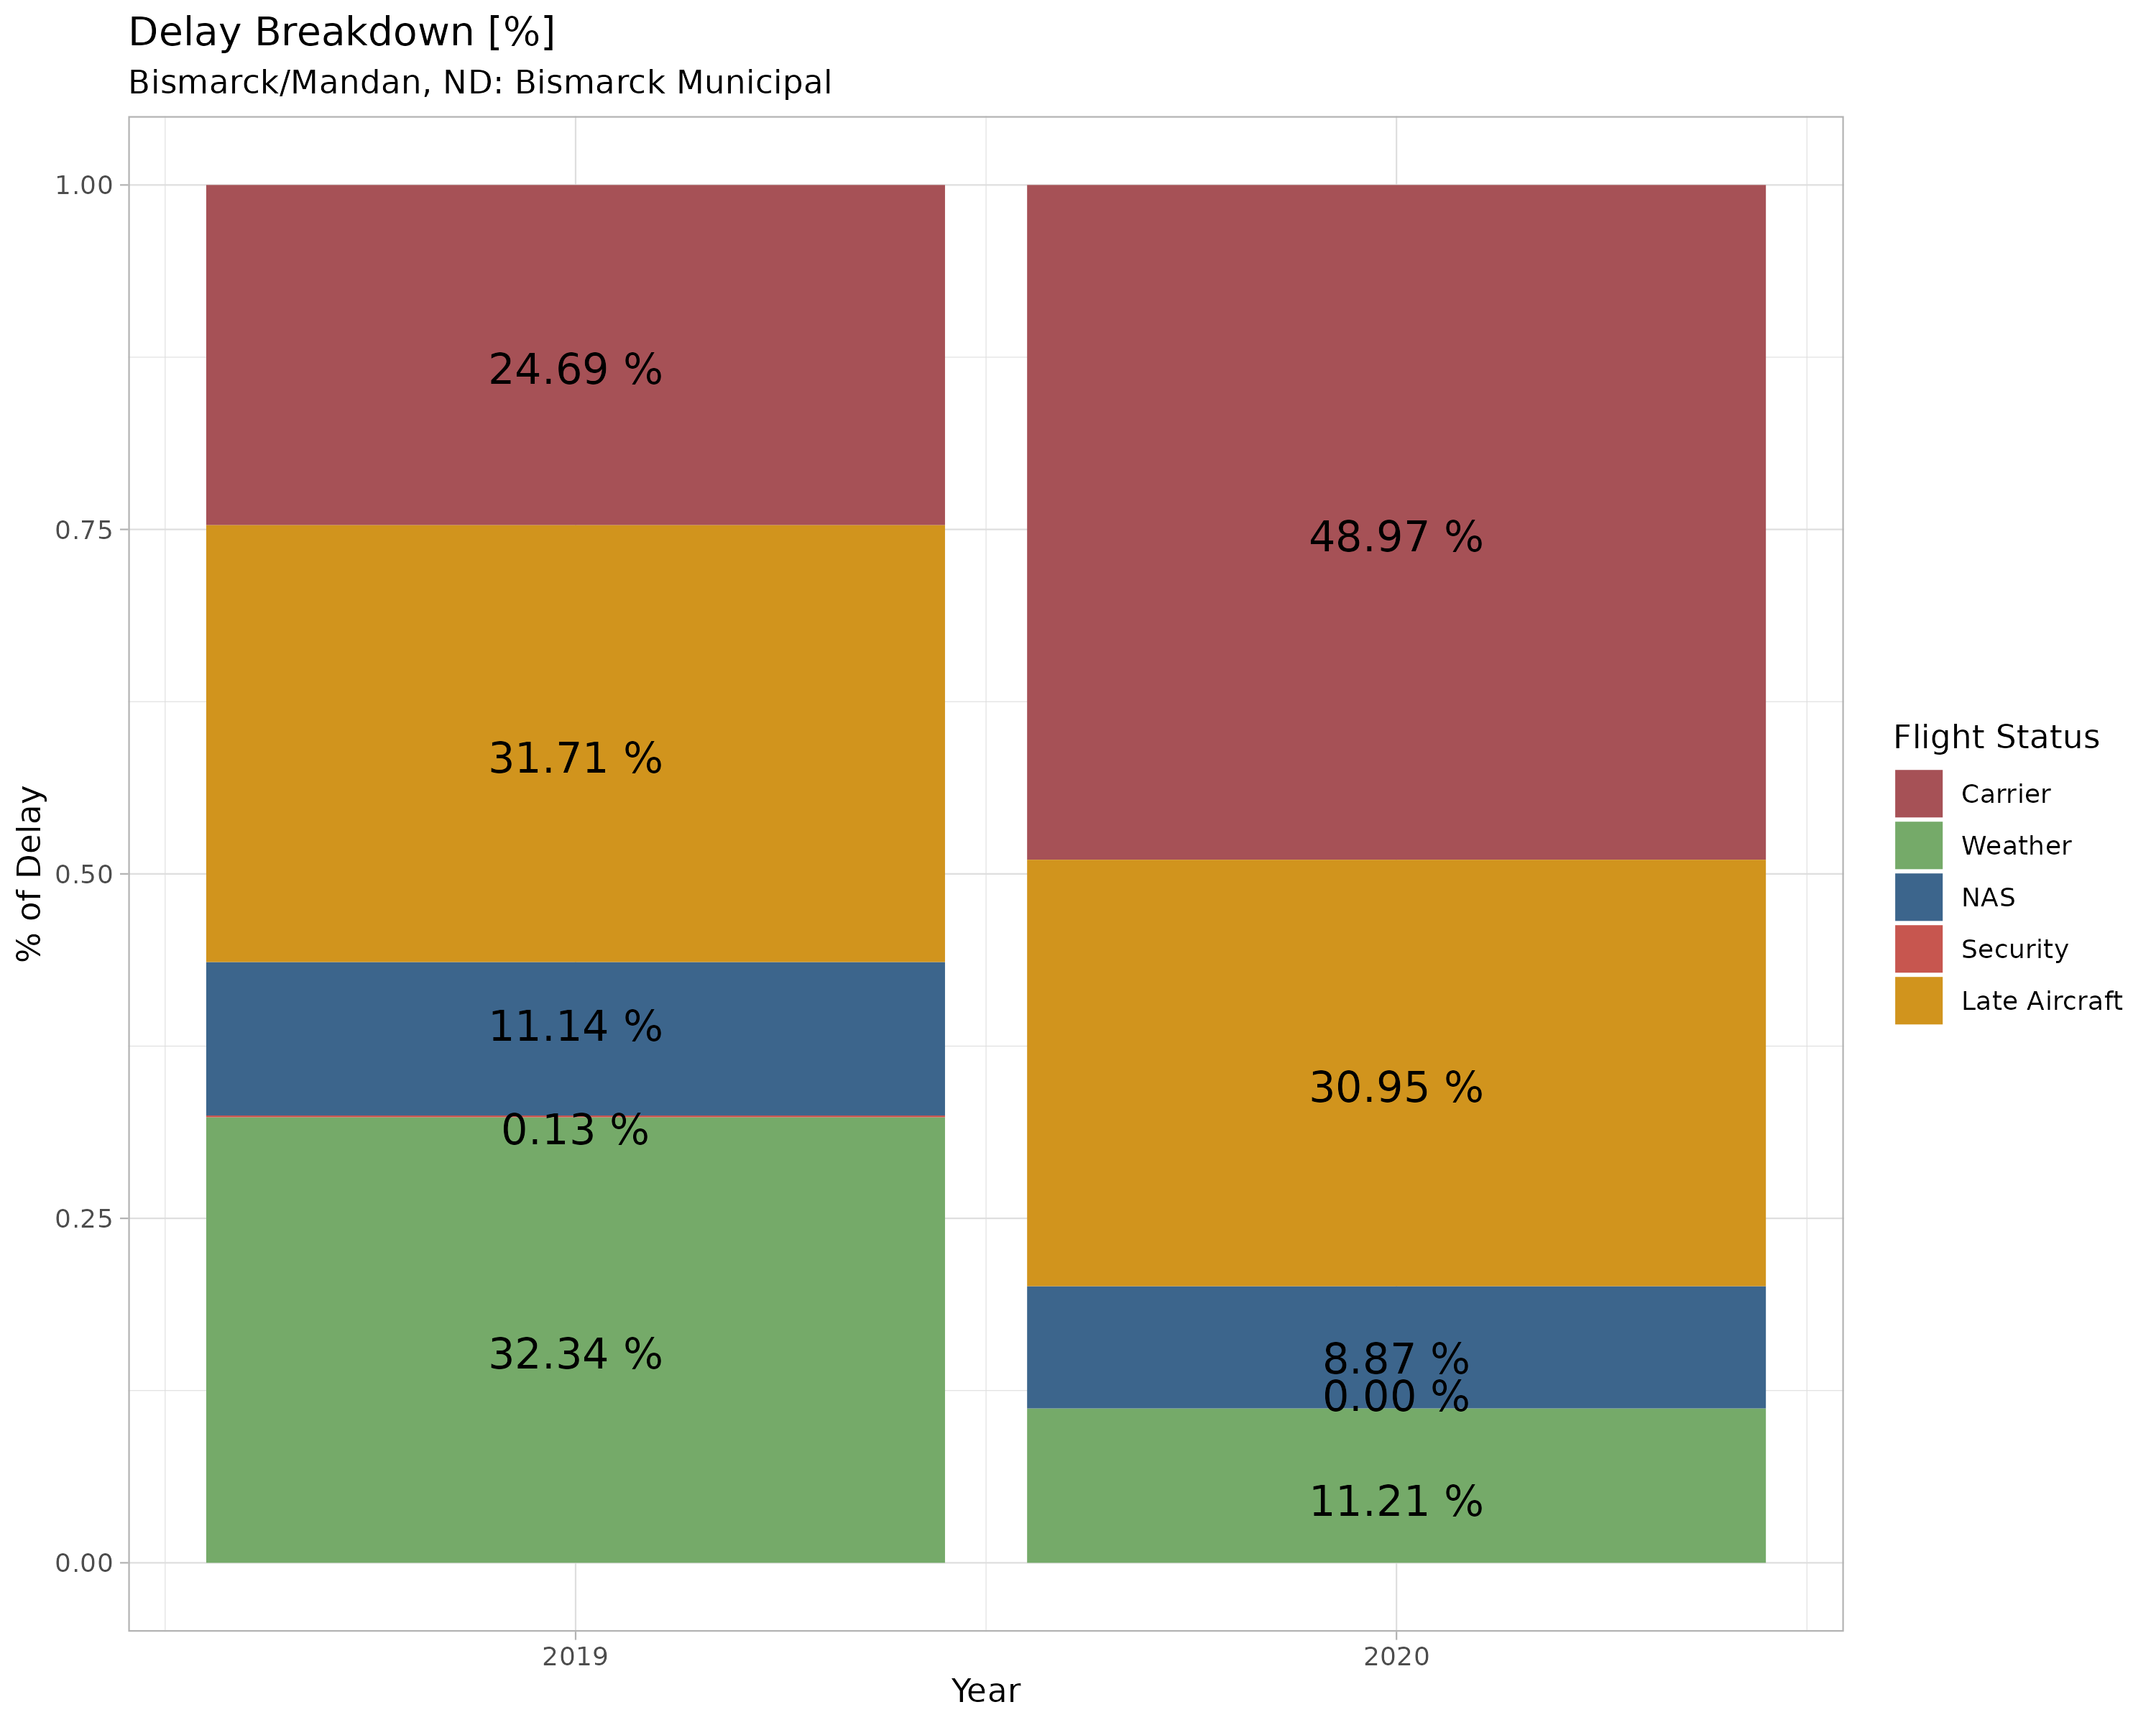 Delay Breakdown [%]
Bismarck/Mandan, ND: Bismarck Municipal
% of Delay
1.00
0.75
0.50
0.25
0.00
24.69 %
31.71 %
11.14 %
0.13 %
32.34 %
48.97 %
30.95 %
8.87 %
0.00 %
11.21 %
2019
2020
Year
Flight Status
Carrier
Weather
NAS
Security
Late Aircraft